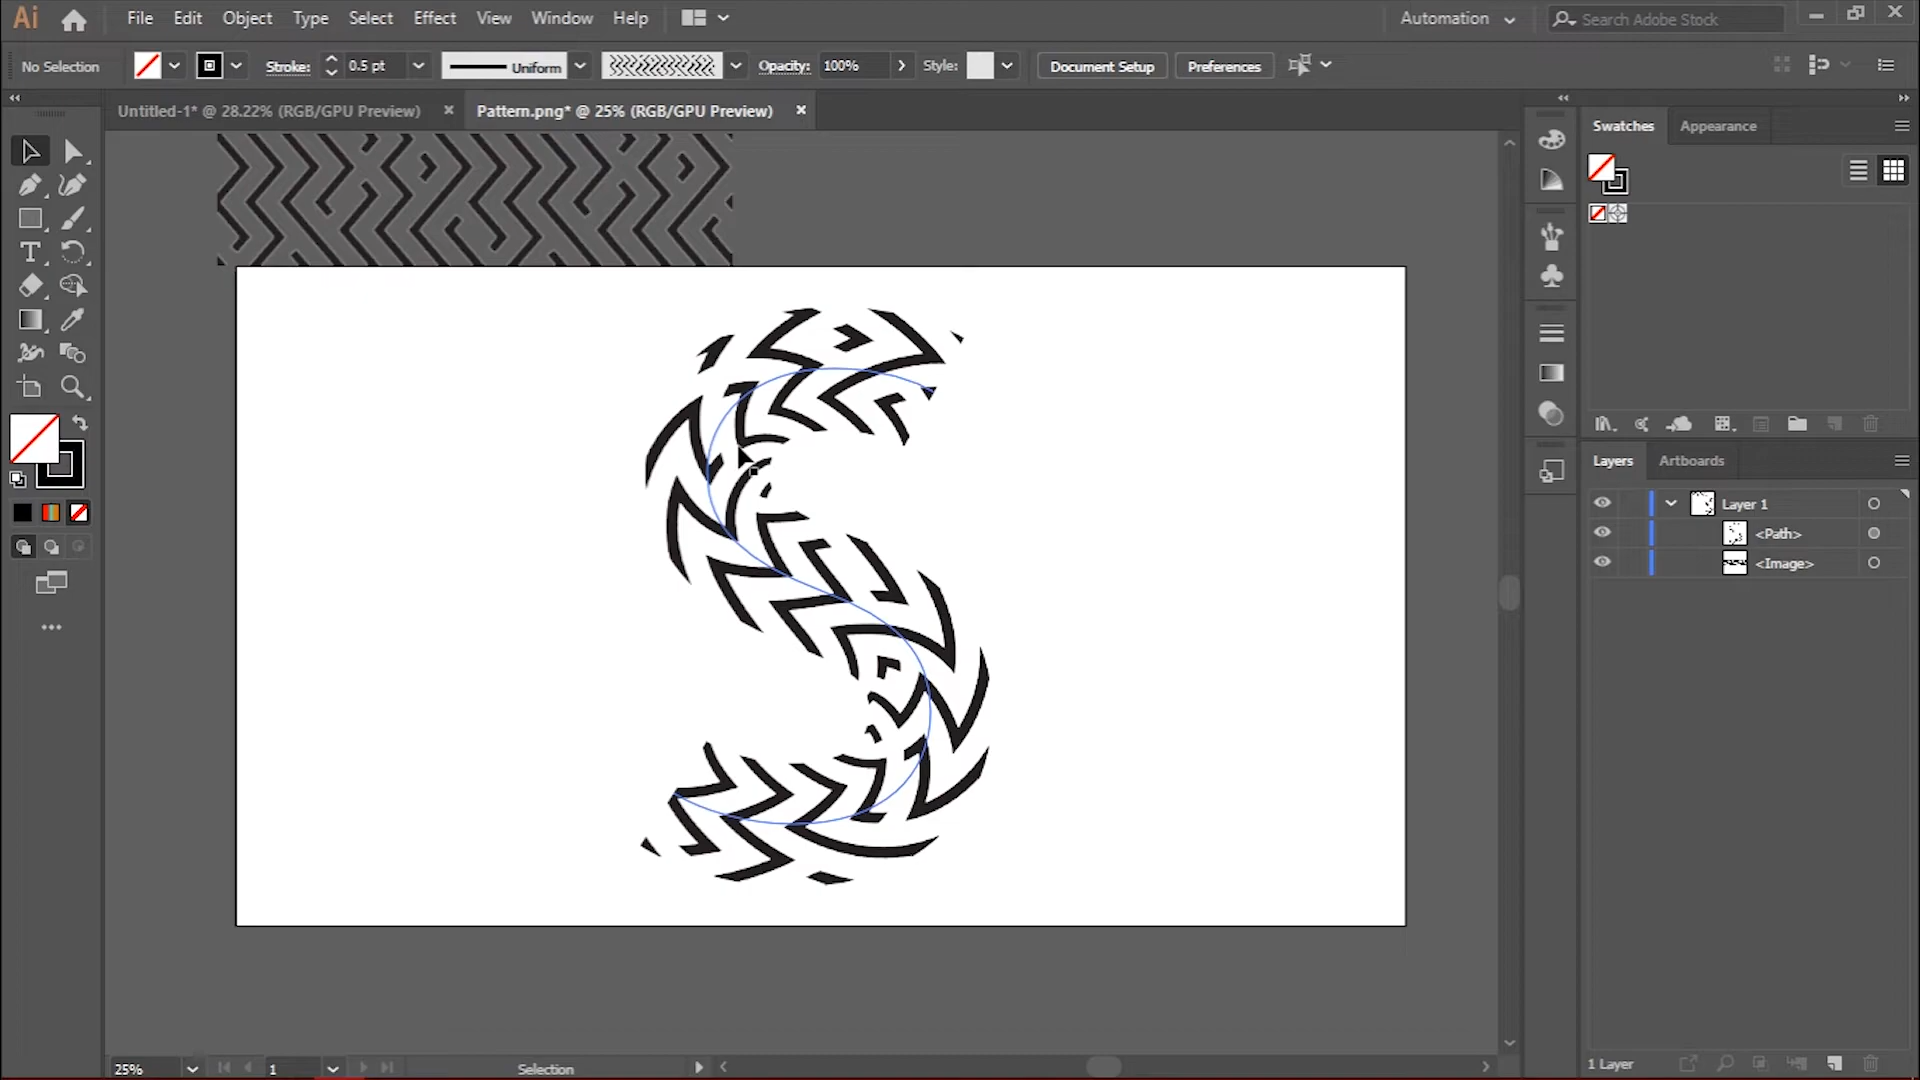 Ai File Edit Object Type Select Effect View Window Help Automation Search Adobe Stock
No Selection Stroke: 0.5 pt Uniform Opacity: 100% Style: Document Setup Preferences
Untitled-1* @ 28.22% (RGB/GPU Preview) Pattern.png* @ 25% (RGB/GPU Preview)
Swatches Appearance
Layers Artboards
Layer 1
<Path>
<Image>
25% 1 Selection 1 Layer